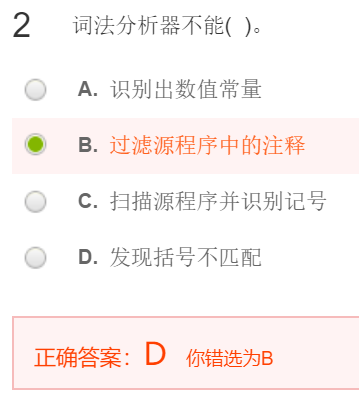 2 词法分析器不能( )。
A. 识别出数值常量
B. 过滤源程序中的注释
C. 扫描源程序并识别记号
D. 发现括号不匹配
正确答案：D 你错选为B